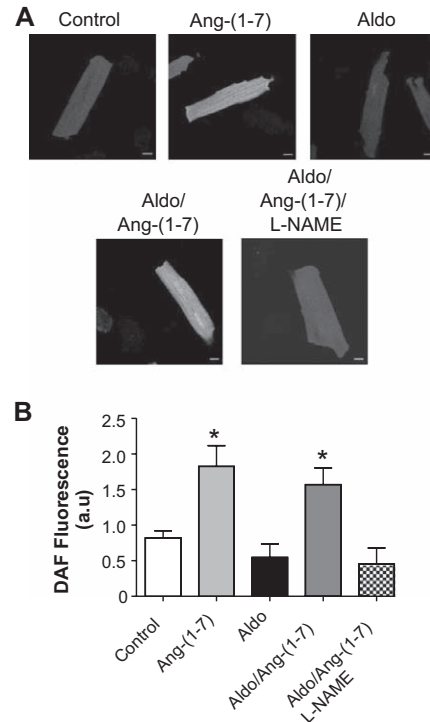 A
Control
Ang-(1-7)
Aldo
Aldo/
Ang-(1-7)
Aldo/
Ang-(1-7)/
L-NAME
B
DAF Fluorescence
(a.u)
2.5
2.0
1.5
1.0
0.5
0
*
*
Control
Ang-(1-7)
Aldo
Aldo/Ang-(1-7)
Aldo/Ang-(1-7)
L-NAME